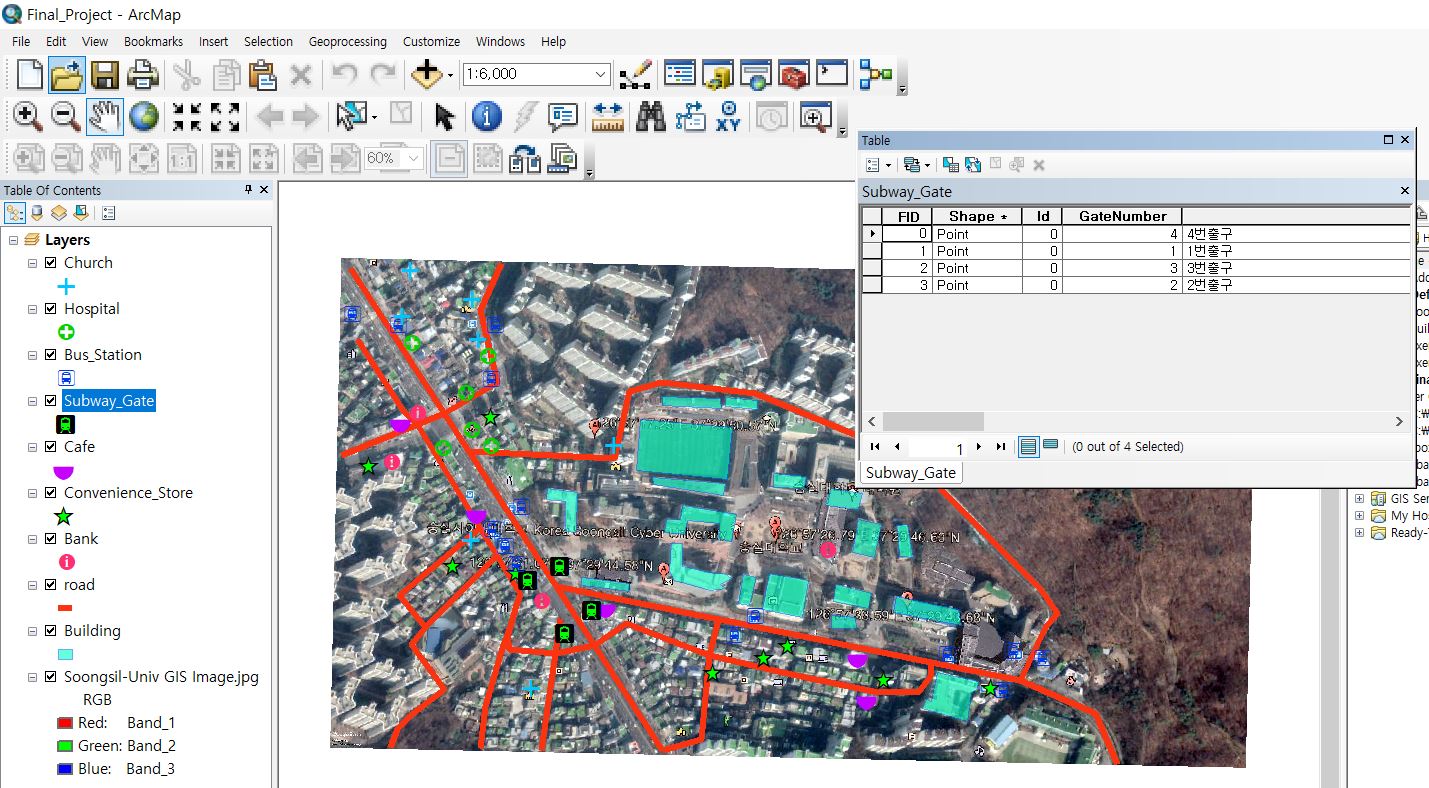 Final_Project - ArcMap
File Edit View Bookmarks Insert Selection Geoprocessing Customize Windows Help
1:6,000
XY
1:1
60%
Table Of Contents
Layers
Church
Hospital
Bus_Station
Subway_Gate
Cafe
Convenience_Store
Bank
road
Building
Soongsil-Univ GIS Image.jpg
RGB
Red: Band_1
Green: Band_2
Blue: Band_3
Korea Soongsil Cyber University
숭실대학교
Table
Subway_Gate
FID Shape * Id GateNumber
0 Point 0 4 4번출구
1 Point 0 1 1번출구
2 Point 0 3 3번출구
3 Point 0 2 2번출구
1 (0 out of 4 Selected)
Subway_Gate
GIS Ser
My Hos
Ready-